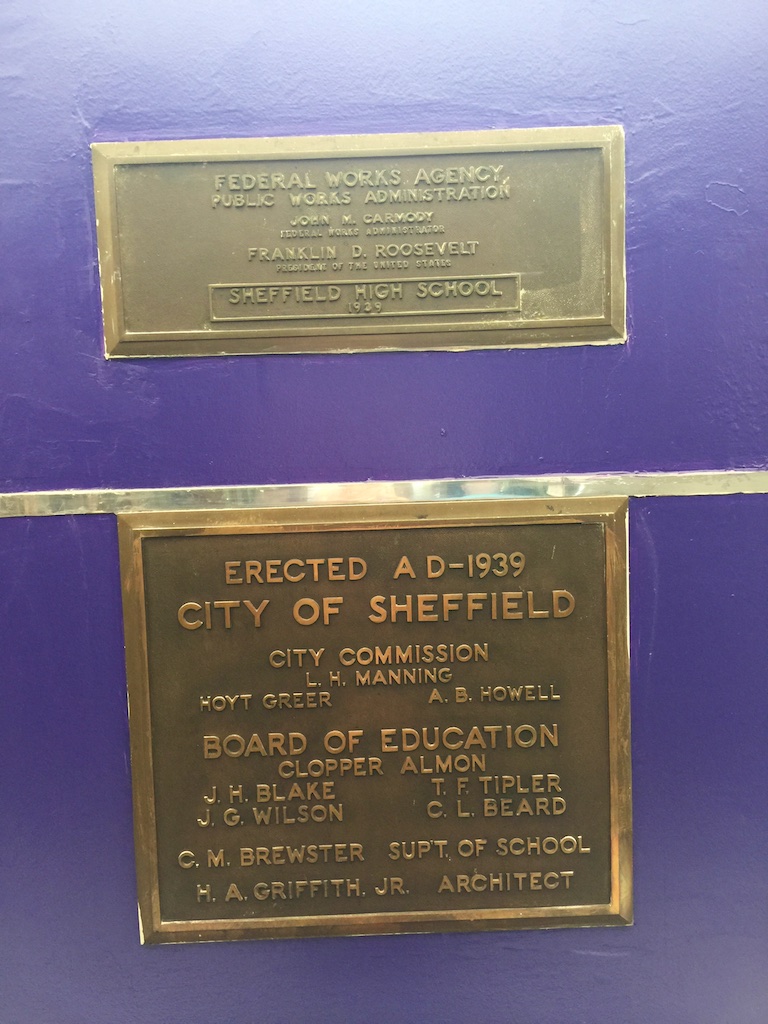 FEDERAL WORKS AGENCY
PUBLIC WORKS ADMINISTRATION
JOHN M. CARMODY
FEDERAL WORKS ADMINISTRATOR
FRANKLIN D. ROOSEVELT
PRESIDENT OF THE UNITED STATES
SHEFFIELD HIGH SCHOOL
1939
ERECTED A D-1939
CITY OF SHEFFIELD
CITY COMMISSION
L. H. MANNING
HOYT GREER A. B. HOWELL
BOARD OF EDUCATION
CLOPPER ALMON
J. H. BLAKE T. F. TIPLER
J. G. WILSON C. L. BEARD
C. M. BREWSTER SUP'T. OF SCHOOL
H. A. GRIFFITH. JR. ARCHITECT